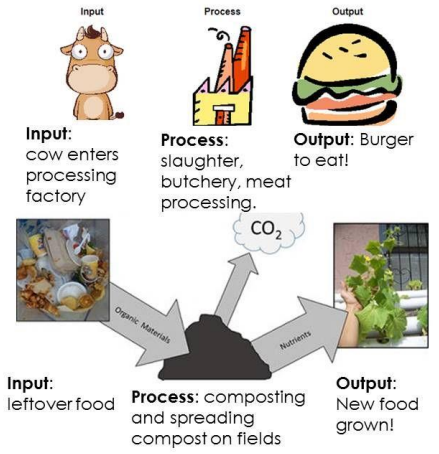 Input
Process
Output
Input:
cow enters
processing
factory
Process:
slaughter,
butchery, meat
processing.
Output: Burger
to eat!
CO2
Organic Materials
Nutrients
Input:
leftover food
Process: composting
and spreading
compost on fields
Output:
New food
grown!